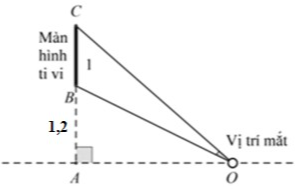 C
Màn
hình
ti vi
1
B
1,2
Vị trí mắt
A
O